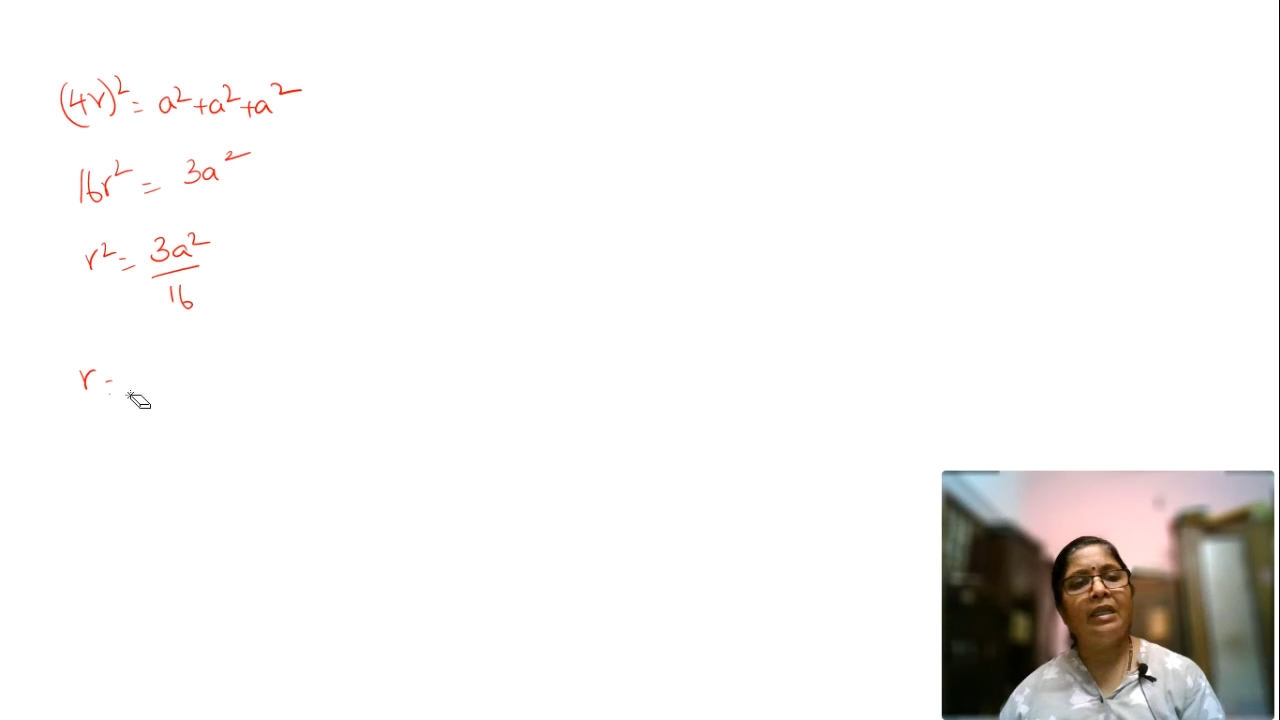 (4r)² = a² + a² + a²
16r² = 3a²
r² = 3a²/16
r =